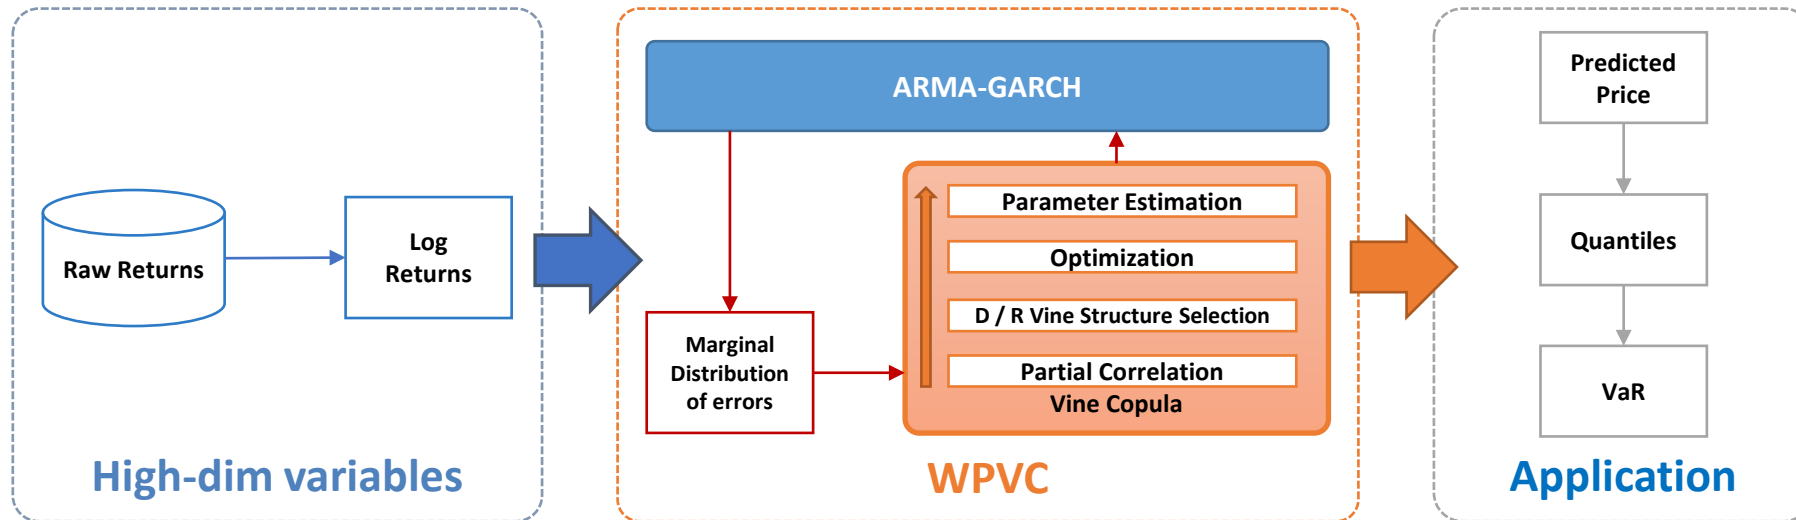 Raw Returns
Log
Returns
High-dim variables
ARMA-GARCH
Marginal
Distribution
of errors
Parameter Estimation
Optimization
D / R Vine Structure Selection
Partial Correlation
Vine Copula
WPVC
Predicted
Price
Quantiles
VaR
Application